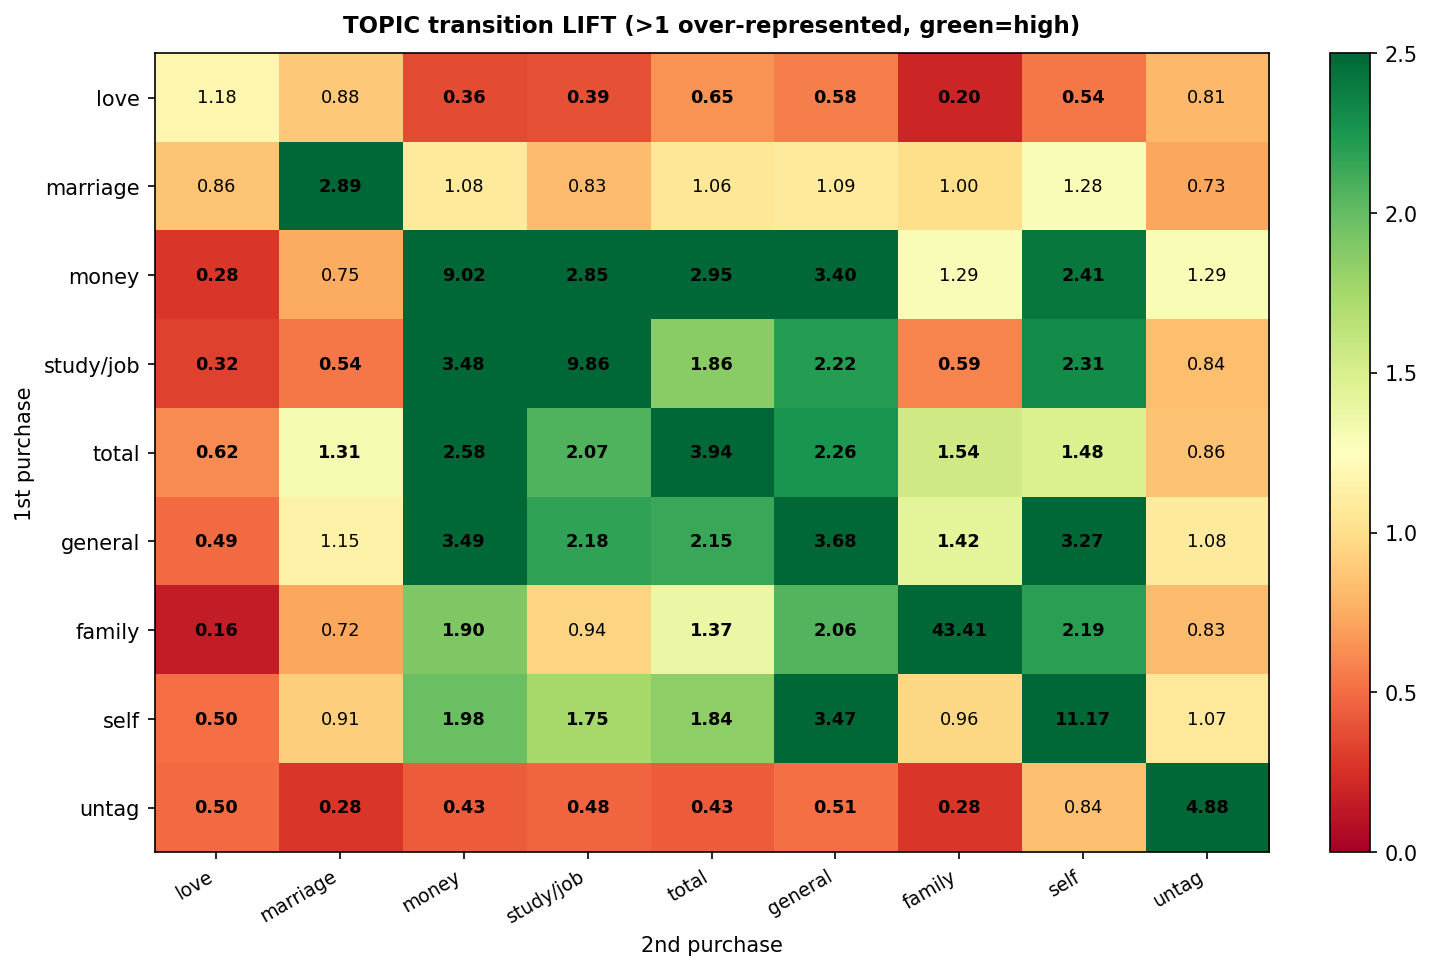 TOPIC transition LIFT (>1 over-represented, green=high)
love 1.18 0.88 0.36 0.39 0.65 0.58 0.20 0.54 0.81
marriage 0.86 2.89 1.08 0.83 1.06 1.09 1.00 1.28 0.73
money 0.28 0.75 9.02 2.85 2.95 3.40 1.29 2.41 1.29
study/job 0.32 0.54 3.48 9.86 1.86 2.22 0.59 2.31 0.84
total 0.62 1.31 2.58 2.07 3.94 2.26 1.54 1.48 0.86
general 0.49 1.15 3.49 2.18 2.15 3.68 1.42 3.27 1.08
family 0.16 0.72 1.90 0.94 1.37 2.06 43.41 2.19 0.83
self 0.50 0.91 1.98 1.75 1.84 3.47 0.96 11.17 1.07
untag 0.50 0.28 0.43 0.48 0.43 0.51 0.28 0.84 4.88
love marriage money study/job total general family self untag
2nd purchase
1st purchase
2.5
2.0
1.5
1.0
0.5
0.0